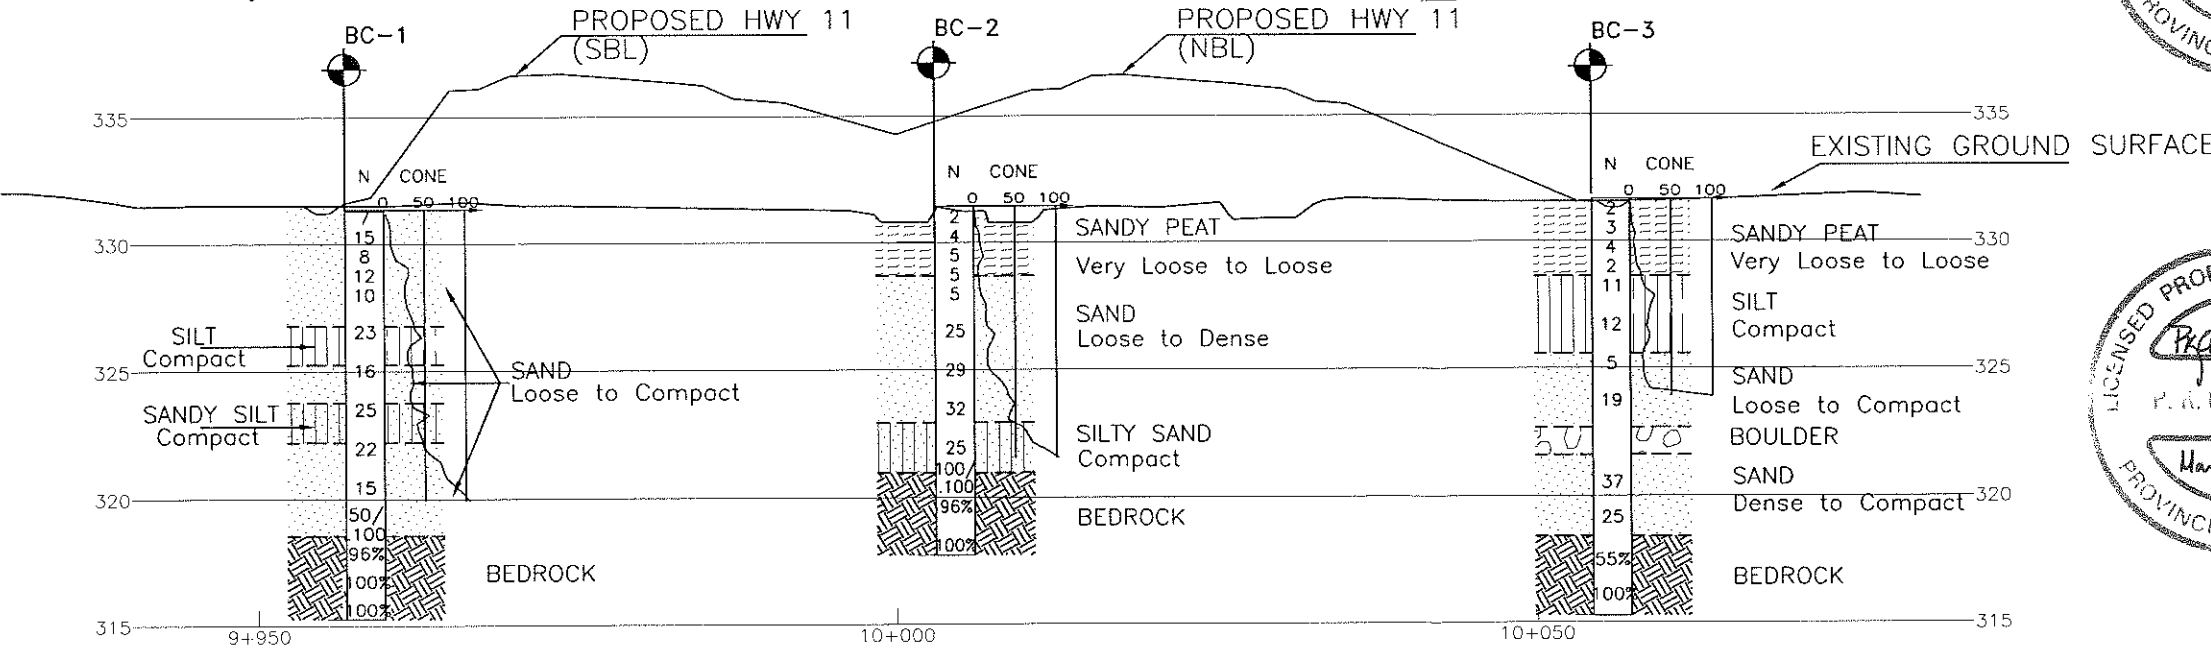 PROPOSED HWY 11
(SBL)
PROPOSED HWY 11
(NBL)
BC-1
BC-2
BC-3
335
335
EXISTING GROUND SURFACE
N CONE
0 50 100
N CONE
0 50 100
N CONE
0 50 100
330
330
325
325
320
320
315
315
7
15
8
12
10
23
16
25
22
15
50/
100
96%
100%
100%
SILT
Compact
SANDY SILT
Compact
SAND
Loose to Compact
BEDROCK
2
4
5
5
5
25
29
32
25
100/
100
96%
100%
SANDY PEAT
Very Loose to Loose
SAND
Loose to Dense
SILTY SAND
Compact
BEDROCK
2
3
4
2
11
12
5
19
37
25
55%
100%
SANDY PEAT
Very Loose to Loose
SILT
Compact
SAND
Loose to Compact
BOULDER
SAND
Dense to Compact
BEDROCK
9+950
10+000
10+050
PROVINC
LICENSED PROF
PROVINCE